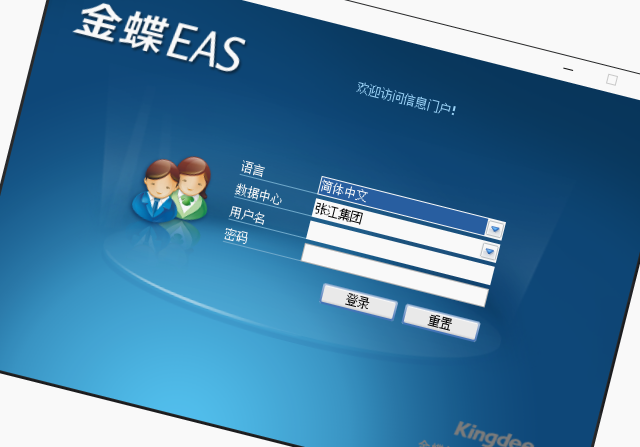 金蝶EAS
欢迎访问信息门户!
语言 简体中文
数据中心 张江集团
用户名
密码
登录 重置
Kingdee